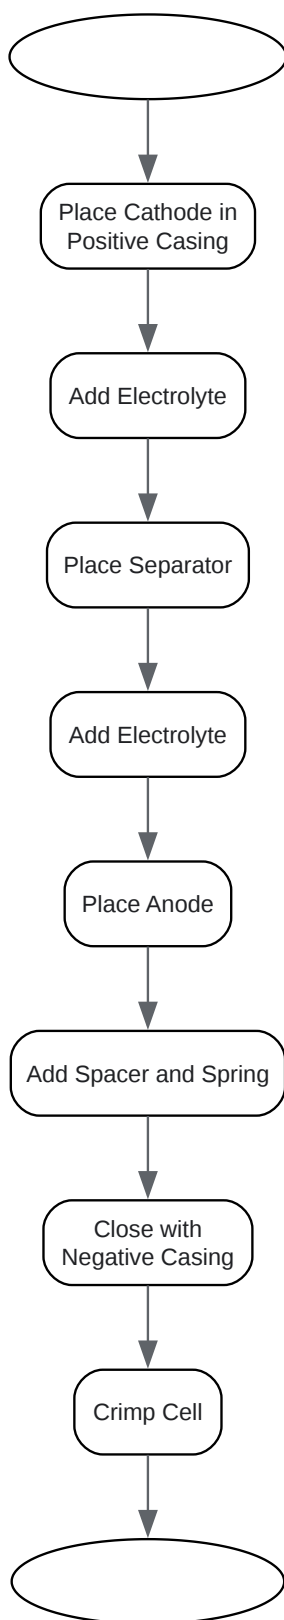 Place Cathode in
Positive Casing
Add Electrolyte
Place Separator
Add Electrolyte
Place Anode
Add Spacer and Spring
Close with
Negative Casing
Crimp Cell